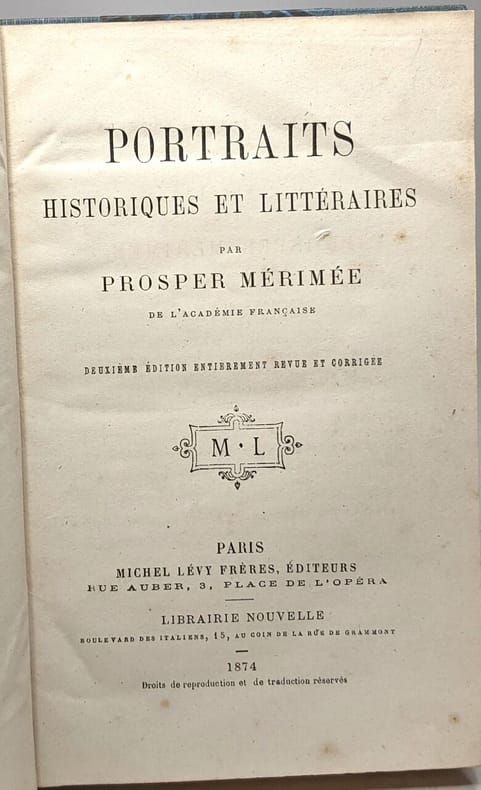 PORTRAITS
HISTORIQUES ET LITTÉRAIRES
PAR
PROSPER MÉRIMÉE
DE L'ACADÉMIE FRANÇAISE
DEUXIÈME ÉDITION ENTIEREMENT REVUE ET CORRIGÉE
M · L
PARIS
MICHEL LÉVY FRÈRES, ÉDITEURS
RUE AUBER, 3, PLACE DE L'OPÉRA
LIBRAIRIE NOUVELLE
BOULEVARD DES ITALIENS, 15, AU COIN DE LA RUE DE GRAMMONT
1874
Droits de reproduction et de traduction réservés